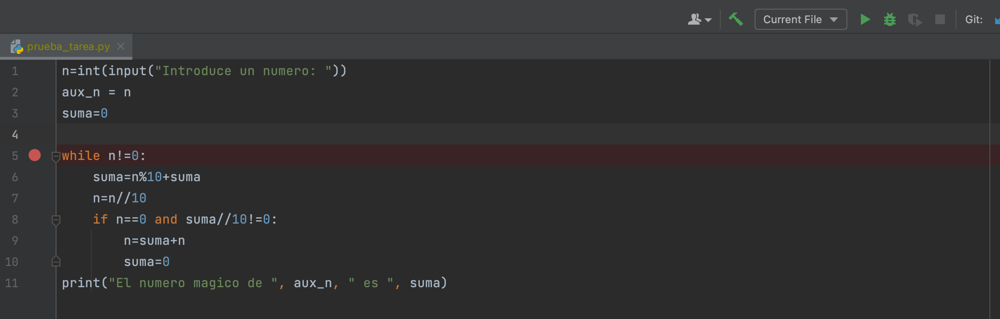 Current File
Git:
prueba_tarea.py
1 n=int(input("Introduce un numero: "))
2 aux_n = n
3 suma=0
4
5 while n!=0:
6     suma=n%10+suma
7     n=n//10
8     if n==0 and suma//10!=0:
9         n=suma+n
10         suma=0
11 print("El numero magico de ", aux_n, " es ", suma)